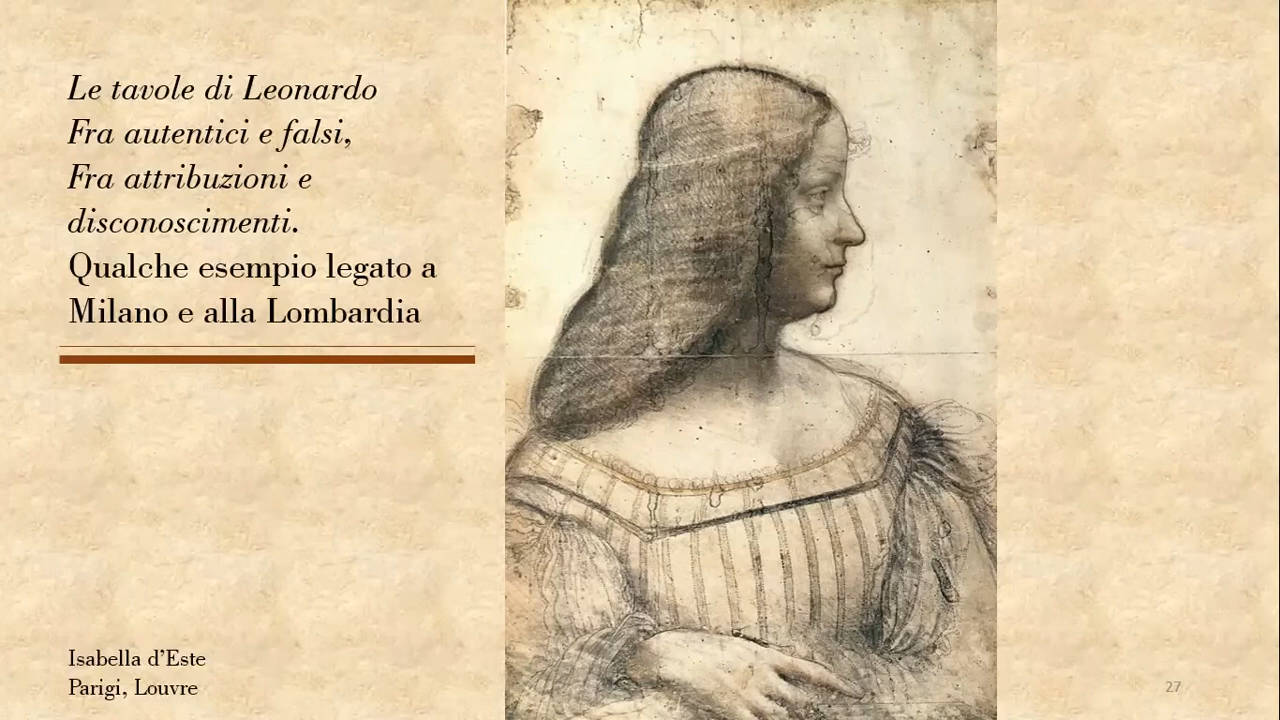 Le tavole di Leonardo
Fra autentici e falsi,
Fra attribuzioni e
disconoscimenti.
Qualche esempio legato a
Milano e alla Lombardia
Isabella d’Este
Parigi, Louvre
27